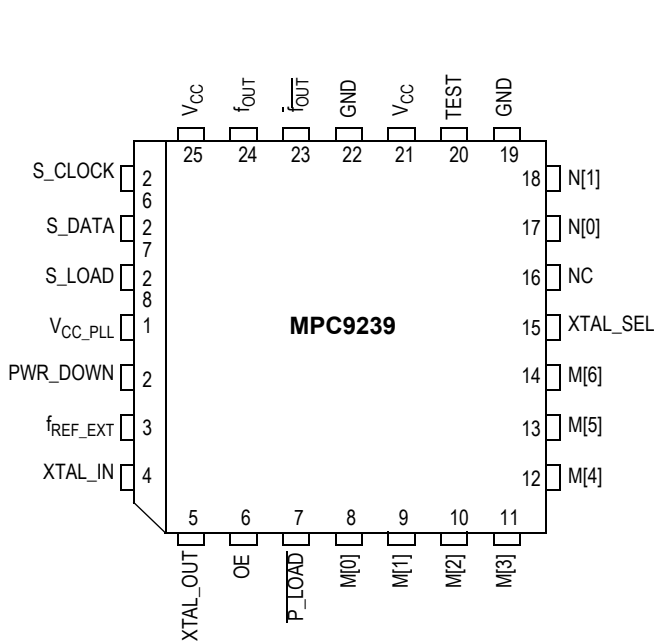 VCC fOUT fOUT GND VCC TEST GND
25 24 23 22 21 20 19
S_CLOCK 26 18 N[1]
S_DATA 27 17 N[0]
S_LOAD 28 16 NC
VCC_PLL 1 MPC9239 15 XTAL_SEL
PWR_DOWN 2 14 M[6]
fREF_EXT 3 13 M[5]
XTAL_IN 4 12 M[4]
5 6 7 8 9 10 11
XTAL_OUT OE P_LOAD M[0] M[1] M[2] M[3]